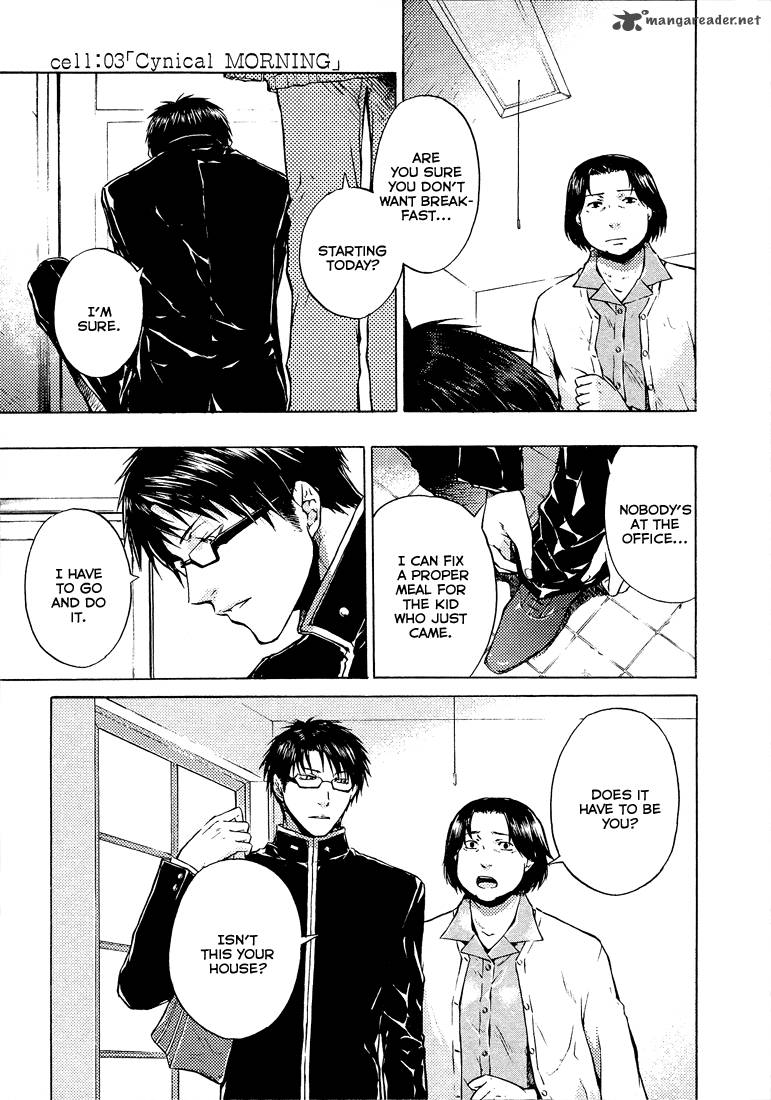 mangareader.net
cell:03「Cynical MORNING」
ARE
YOU SURE
YOU DON'T
WANT BREAK-
FAST...
STARTING
TODAY?
I'M
SURE.
NOBODY'S
AT THE
OFFICE...
I CAN FIX
A PROPER
MEAL FOR
THE KID
WHO JUST
CAME.
I HAVE
TO GO
AND DO
IT.
DOES IT
HAVE TO BE
YOU?
ISN'T
THIS YOUR
HOUSE?